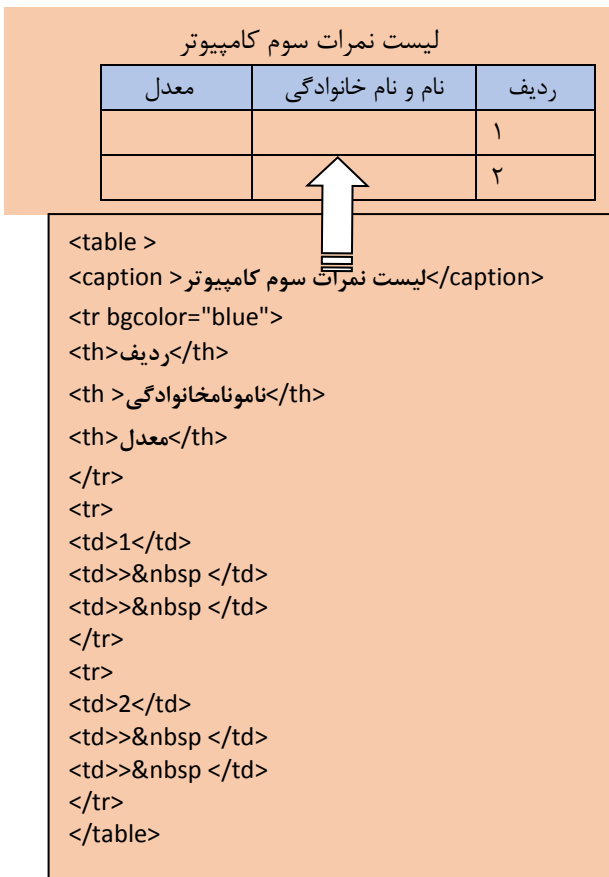 لیست نمرات سوم کامپیوتر
ردیف نام و نام خانوادگی معدل
۱
۲
<table >
<caption >لیست نمرات سوم کامپیوتر</caption>
<tr bgcolor="blue">
<th>ردیف</th>
<th >نامونامخانوادگی</th>
<th>معدل</th>
</tr>
<tr>
<td>1</td>
<td>>&nbsp </td>
<td>>&nbsp </td>
</tr>
<tr>
<td>2</td>
<td>>&nbsp </td>
<td>>&nbsp </td>
</tr>
</table>